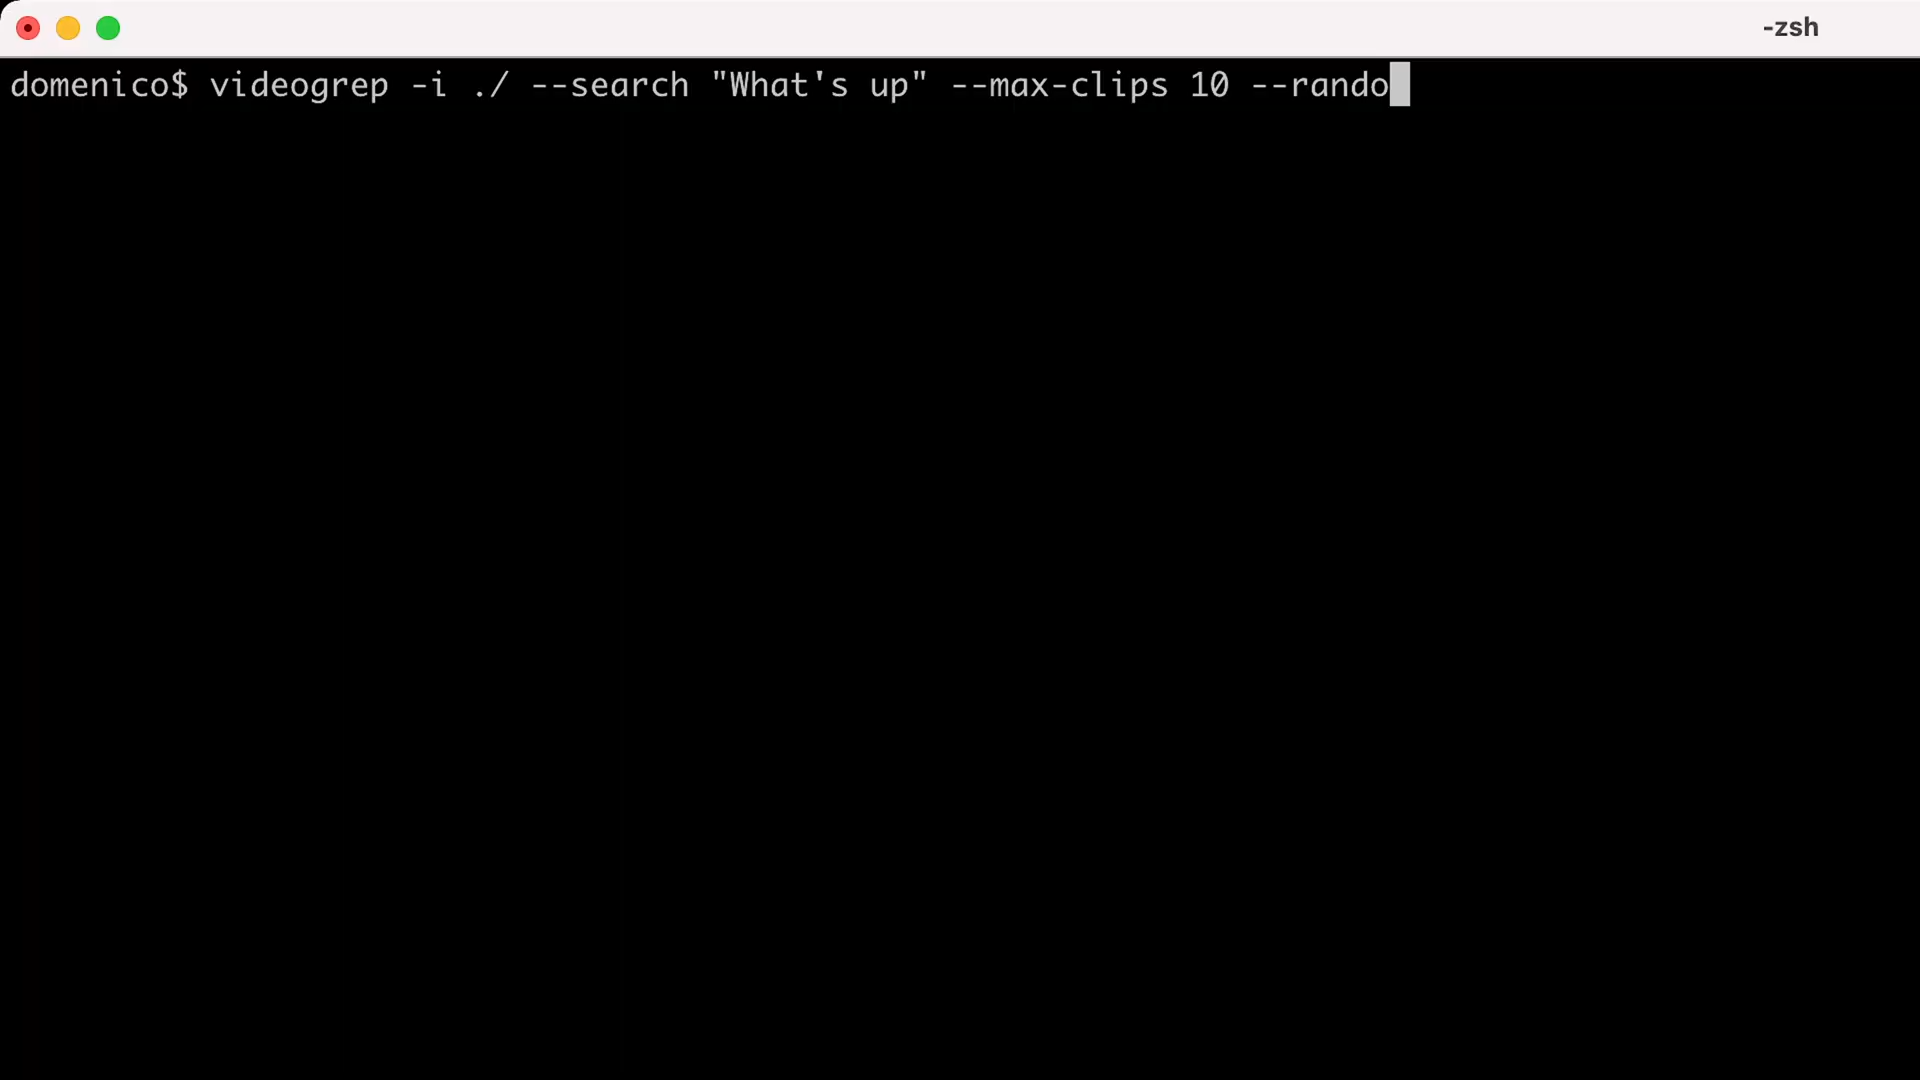 -zsh
domenico$ videogrep -i ./ --search "What's up" --max-clips 10 --rando